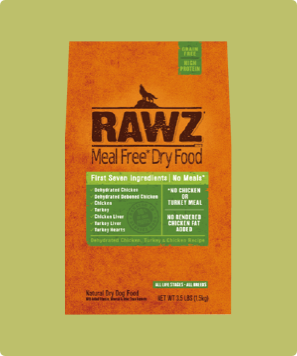 GRAIN
FREE
HIGH
PROTEIN
RAWZ
Meal Free* Dry Food
First Seven Ingredients | No Meals*
- Dehydrated Chicken
- Dehydrated Deboned Chicken
- Chicken
- Turkey
- Chicken Liver
- Turkey Liver
- Turkey Hearts
*NO CHICKEN
OR
TURKEY MEAL
NO RENDERED
CHICKEN FAT
ADDED
Dehydrated Chicken, Turkey & Chicken Recipe
ALL LIFE STAGES - ALL BREEDS
Natural Dry Dog Food
NET WT 3.5 LBS (1.5kg)